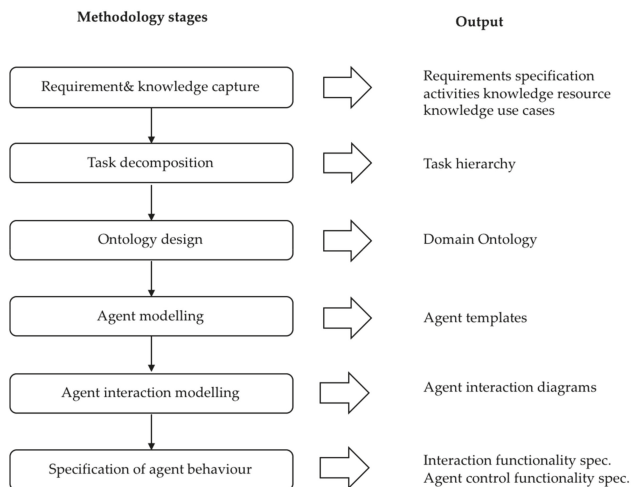 Methodology stages
Output
Requirement& knowledge capture
Requirements specification
activities knowledge resource
knowledge use cases
Task decomposition
Task hierarchy
Ontology design
Domain Ontology
Agent modelling
Agent templates
Agent interaction modelling
Agent interaction diagrams
Specification of agent behaviour
Interaction functionality spec.
Agent control functionality spec.